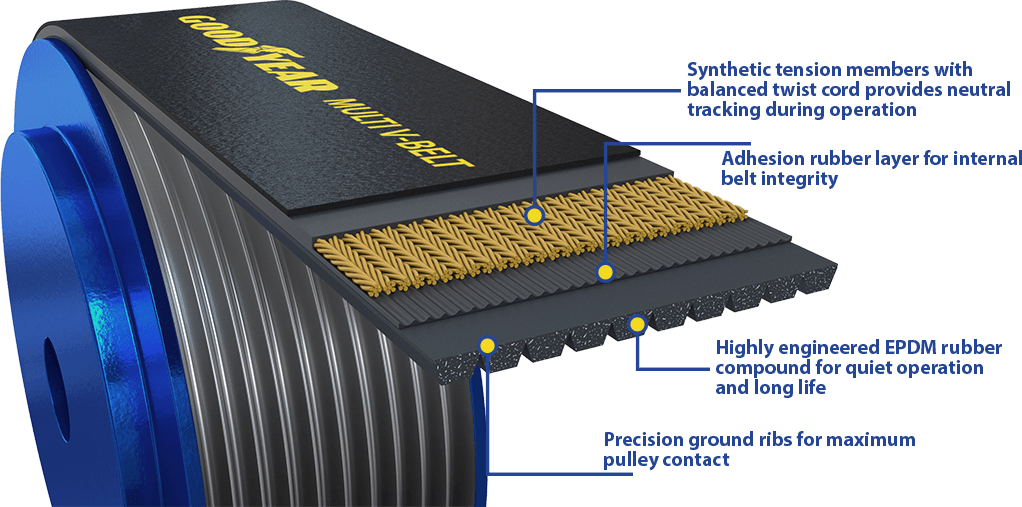 GOODYEAR MULTI V-BELT
Synthetic tension members with
balanced twist cord provides neutral
tracking during operation
Adhesion rubber layer for internal
belt integrity
Highly engineered EPDM rubber
compound for quiet operation
and long life
Precision ground ribs for maximum
pulley contact